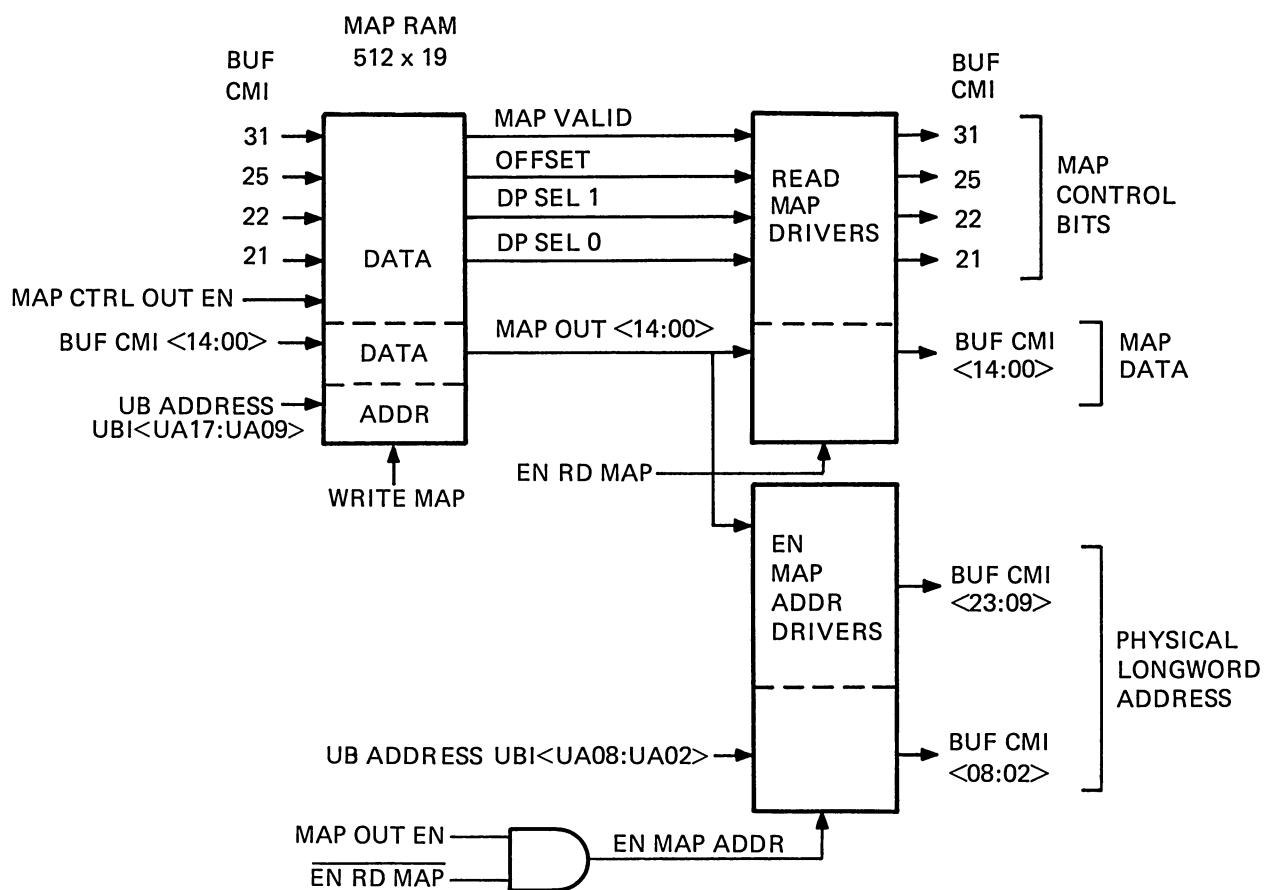 MAP RAM
512 x 19
BUF
CMI
BUF
CMI
31
MAP VALID
31
25
OFFSET
25
22
DP SEL 1
22
21
DP SEL 0
21
DATA
READ
MAP
DRIVERS
MAP
CONTROL
BITS
MAP CTRL OUT EN
BUF CMI <14:00>
DATA
MAP OUT <14:00>
BUF CMI
<14:00>
MAP
DATA
UB ADDRESS
UBI<UA17:UA09>
ADDR
WRITE MAP
EN RD MAP
EN
MAP
ADDR
DRIVERS
BUF CMI
<23:09>
PHYSICAL
LONGWORD
ADDRESS
UB ADDRESS UBI<UA08:UA02>
BUF CMI
<08:02>
MAP OUT EN
EN RD MAP
EN MAP ADDR